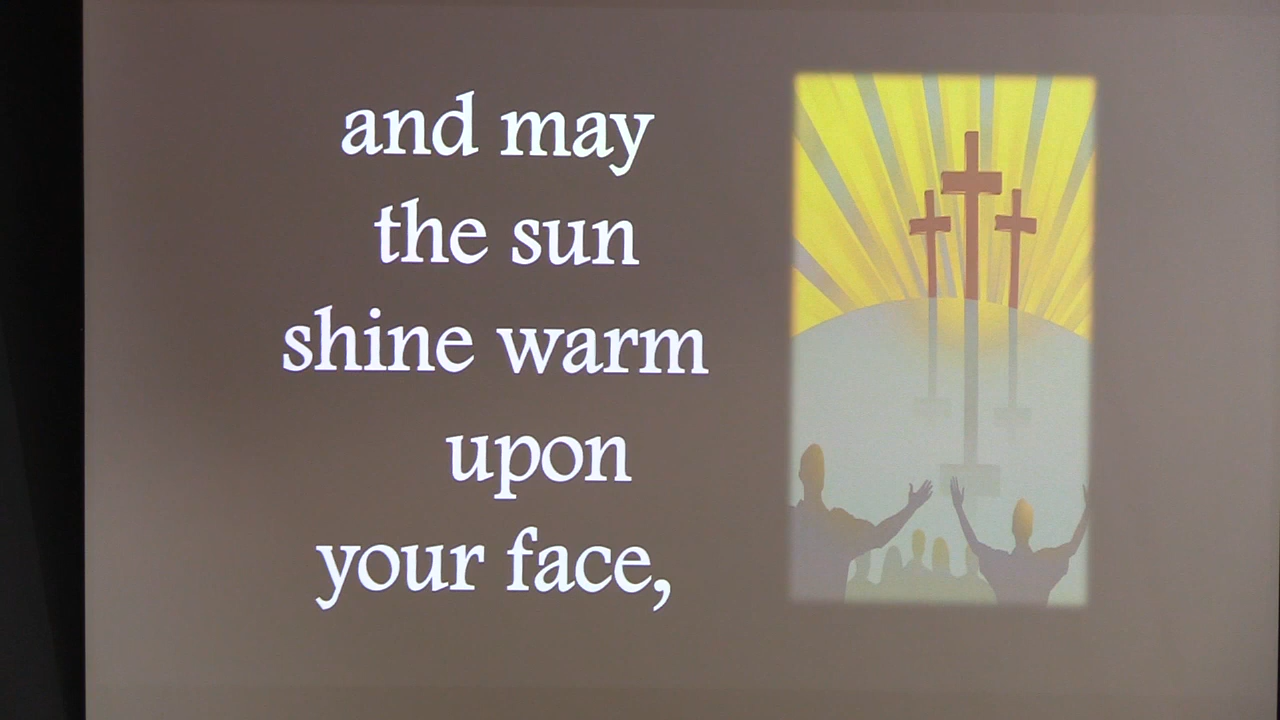 and may
the sun
shine warm
upon
your face,